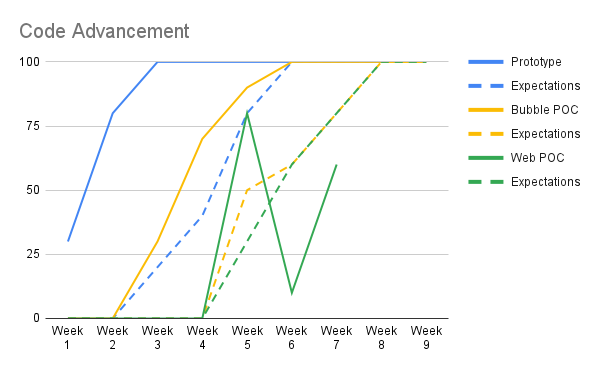 Code Advancement
100
75
50
25
0
Week
1
Week
2
Week
3
Week
4
Week
5
Week
6
Week
7
Week
8
Week
9
Prototype
Expectations
Bubble POC
Expectations
Web POC
Expectations